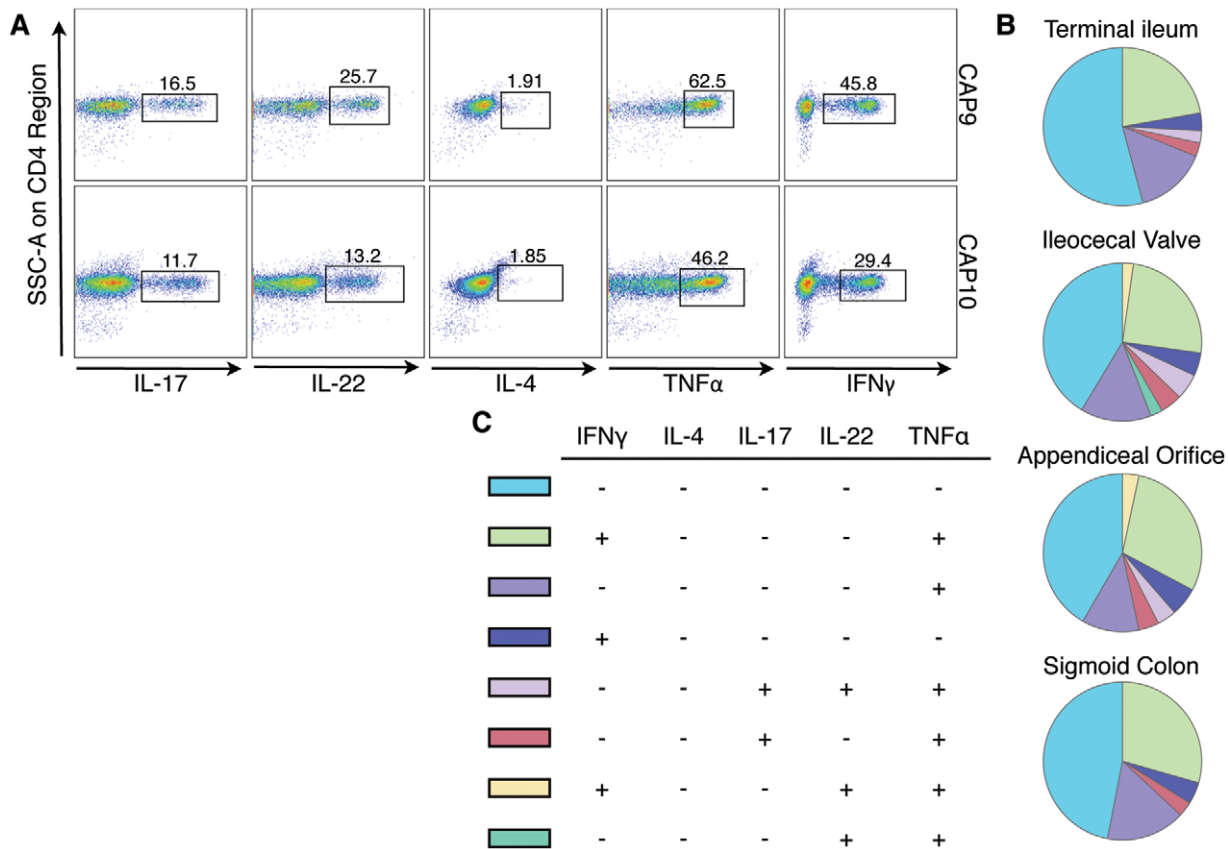 A
SSC-A on CD4 Region
16.5
25.7
1.91
62.5
45.8
CAP9
11.7
13.2
1.85
46.2
29.4
CAP10
IL-17
IL-22
IL-4
TNFα
IFNγ
B
Terminal ileum
Ileocecal Valve
Appendiceal Orifice
Sigmoid Colon
C
IFNγ IL-4 IL-17 IL-22 TNFα
- - - - -
+ - - - +
- - - - +
+ - - - -
- - + + +
- - + - +
+ - - + +
- - - + +